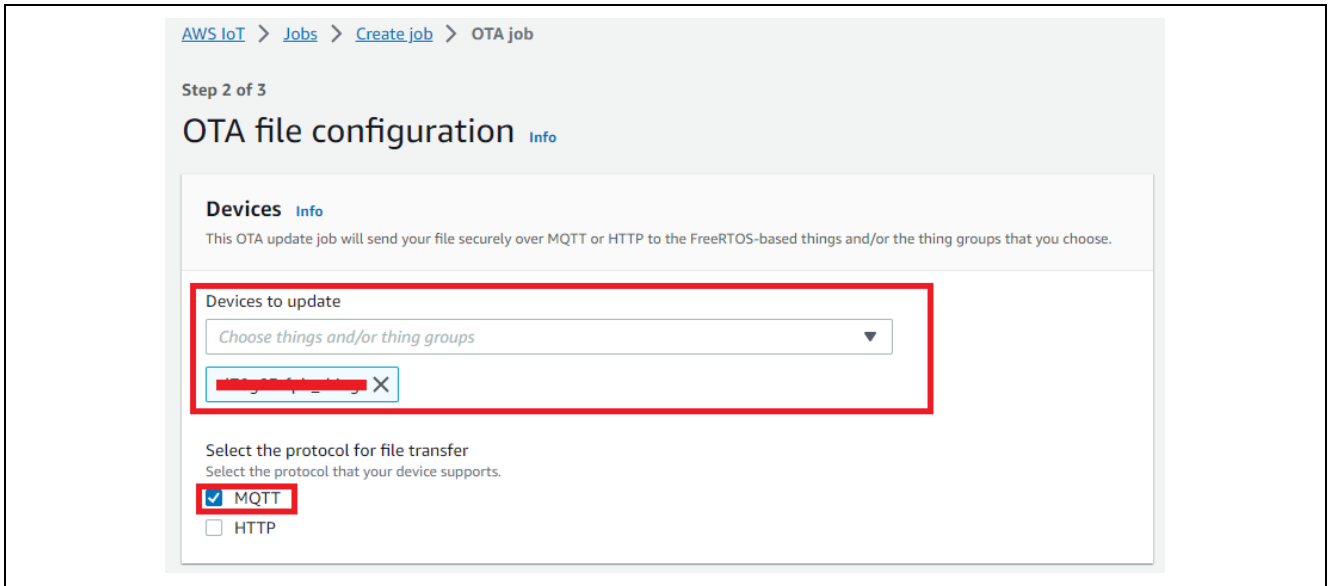 AWS IoT > Jobs > Create job > OTA job
Step 2 of 3
OTA file configuration Info
Devices Info
This OTA update job will send your file securely over MQTT or HTTP to the FreeRTOS-based things and/or the thing groups that you choose.
Devices to update
Choose things and/or thing groups
Select the protocol for file transfer
Select the protocol that your device supports.
MQTT
HTTP